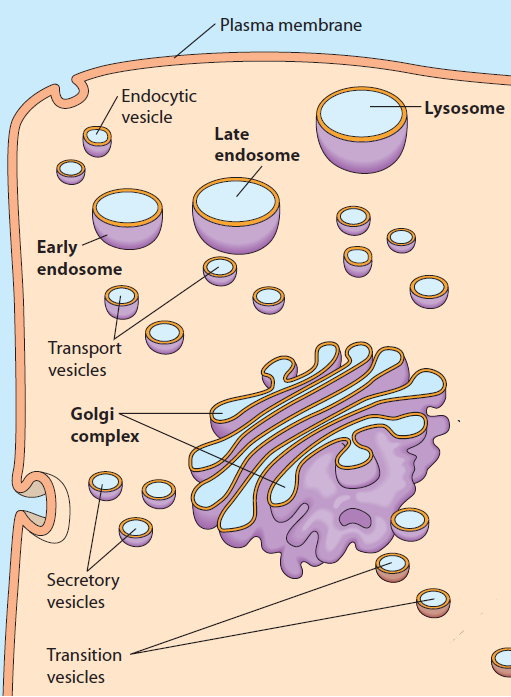 Plasma membrane
Endocytic
vesicle
Lysosome
Late
endosome
Early
endosome
Transport
vesicles
Golgi
complex
Secretory
vesicles
Transition
vesicles